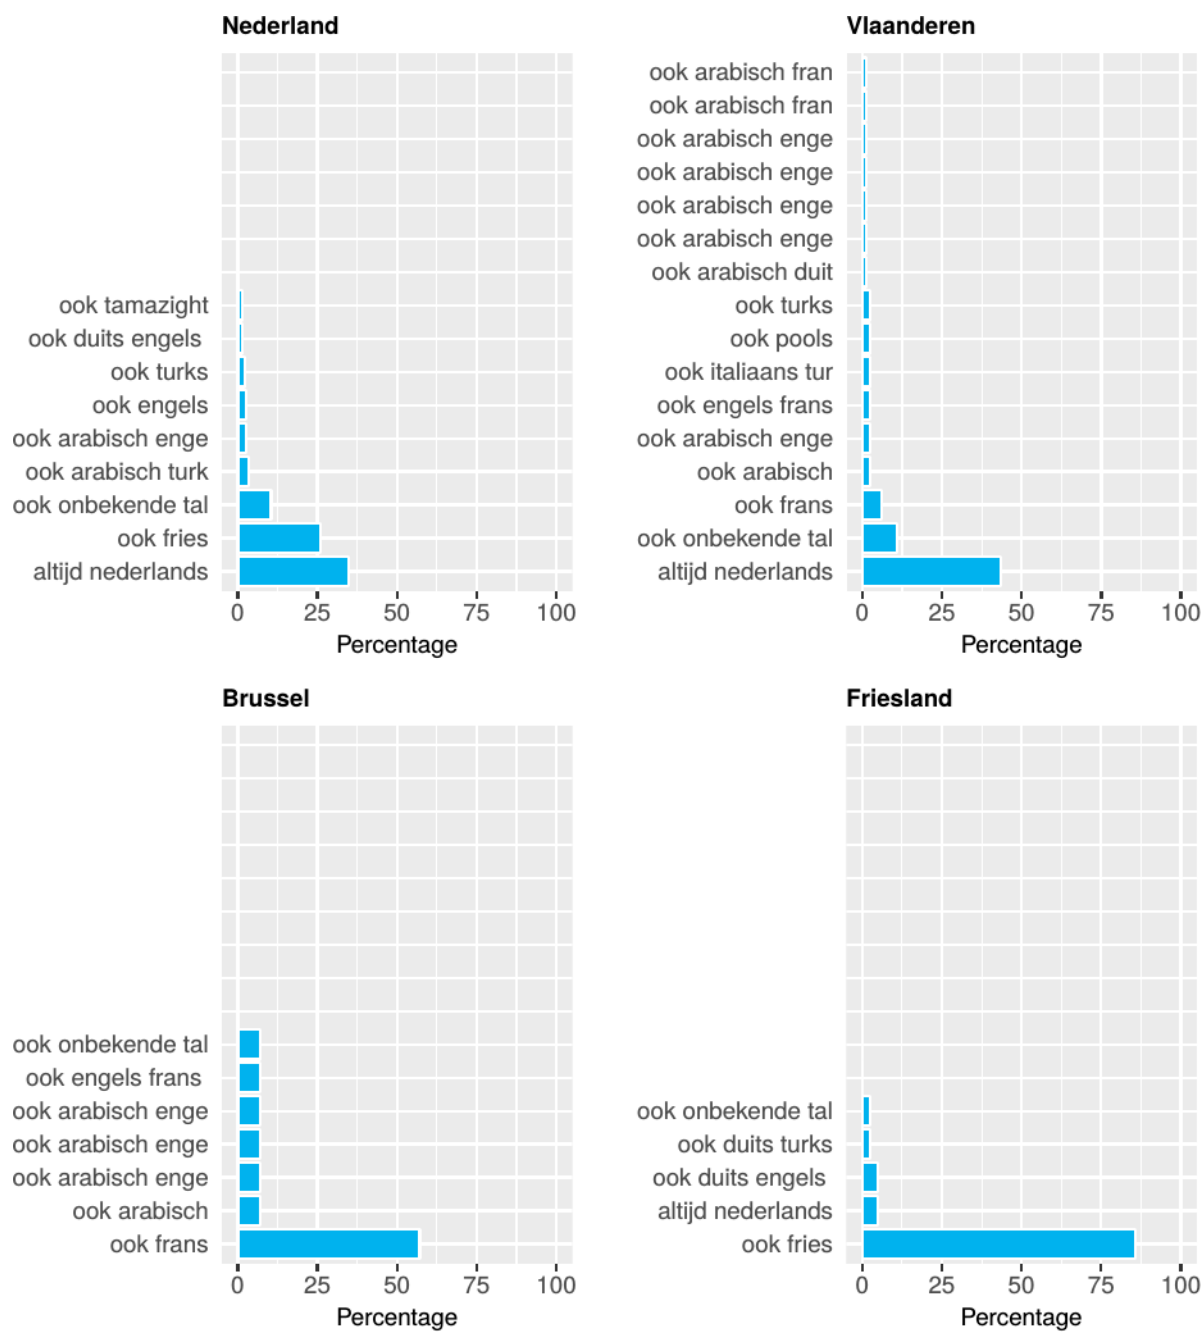 Nederland
ook tamazight
ook duits engels
ook turks
ook engels
ook arabisch enge
ook arabisch turk
ook onbekende tal
ook fries
altijd nederlands
0 25 50 75 100
Percentage
Vlaanderen
ook arabisch fran
ook arabisch fran
ook arabisch enge
ook arabisch enge
ook arabisch enge
ook arabisch enge
ook arabisch duit
ook turks
ook pools
ook italiaans tur
ook engels frans
ook arabisch enge
ook arabisch
ook frans
ook onbekende tal
altijd nederlands
0 25 50 75 100
Percentage
Brussel
ook onbekende tal
ook engels frans
ook arabisch enge
ook arabisch enge
ook arabisch enge
ook arabisch
ook frans
0 25 50 75 100
Percentage
Friesland
ook onbekende tal
ook duits turks
ook duits engels
altijd nederlands
ook fries
0 25 50 75 100
Percentage